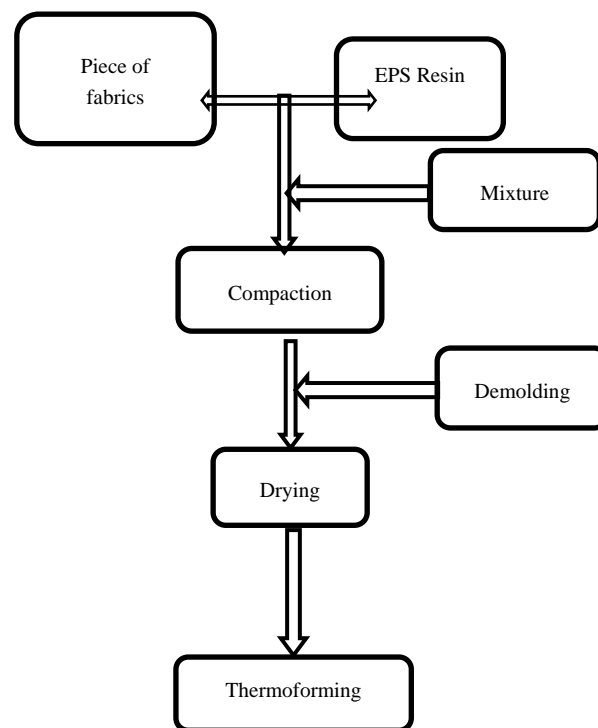 Piece of
fabrics
EPS Resin
Mixture
Compaction
Demolding
Drying
Thermoforming